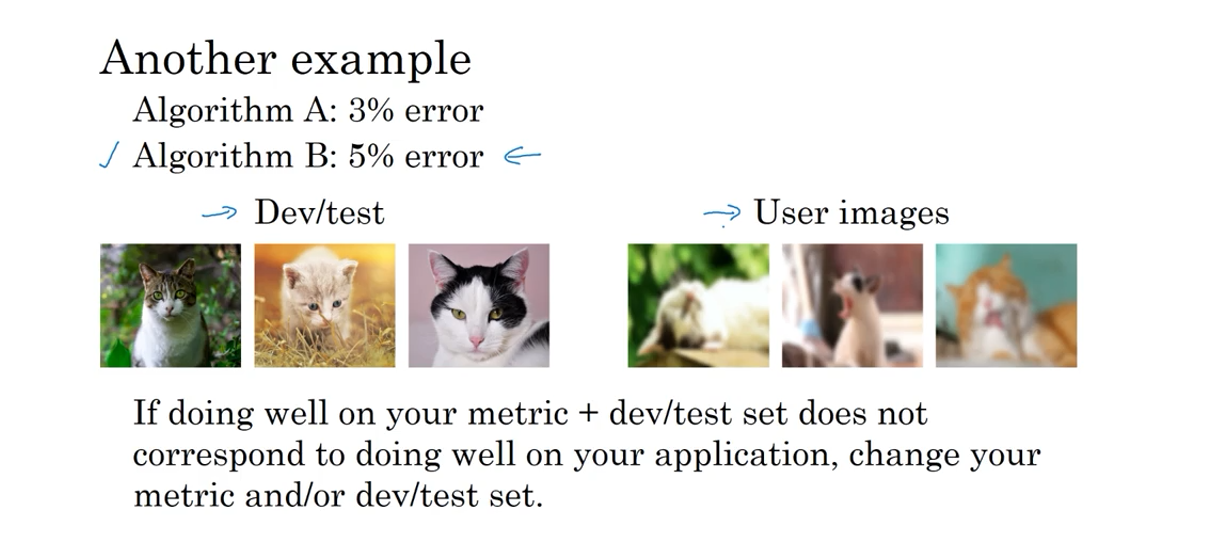 Another example
Algorithm A: 3% error
Algorithm B: 5% error
Dev/test
User images
If doing well on your metric + dev/test set does not
correspond to doing well on your application, change your
metric and/or dev/test set.